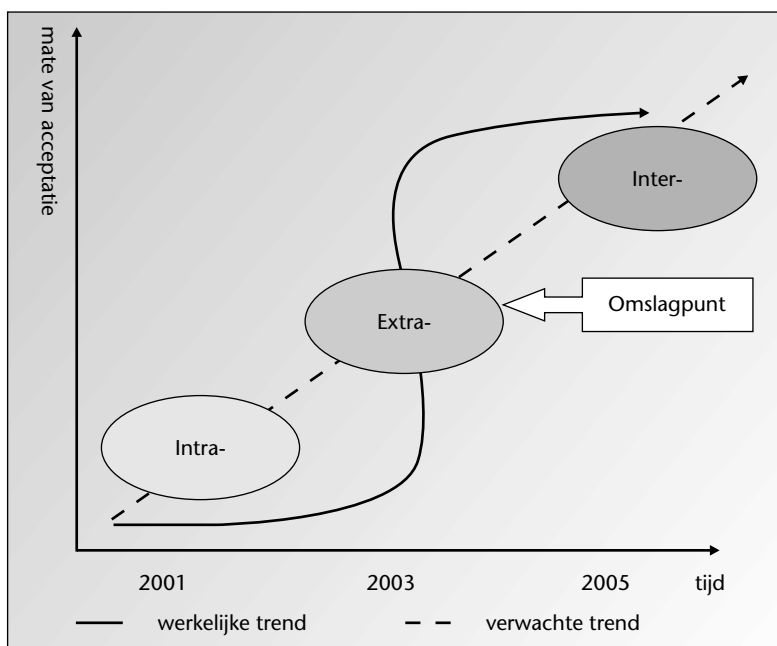 mate van acceptatie
Inter-
Extra-
Omslagpunt
Intra-
2001 2003 2005 tijd
werkelijke trend verwachte trend